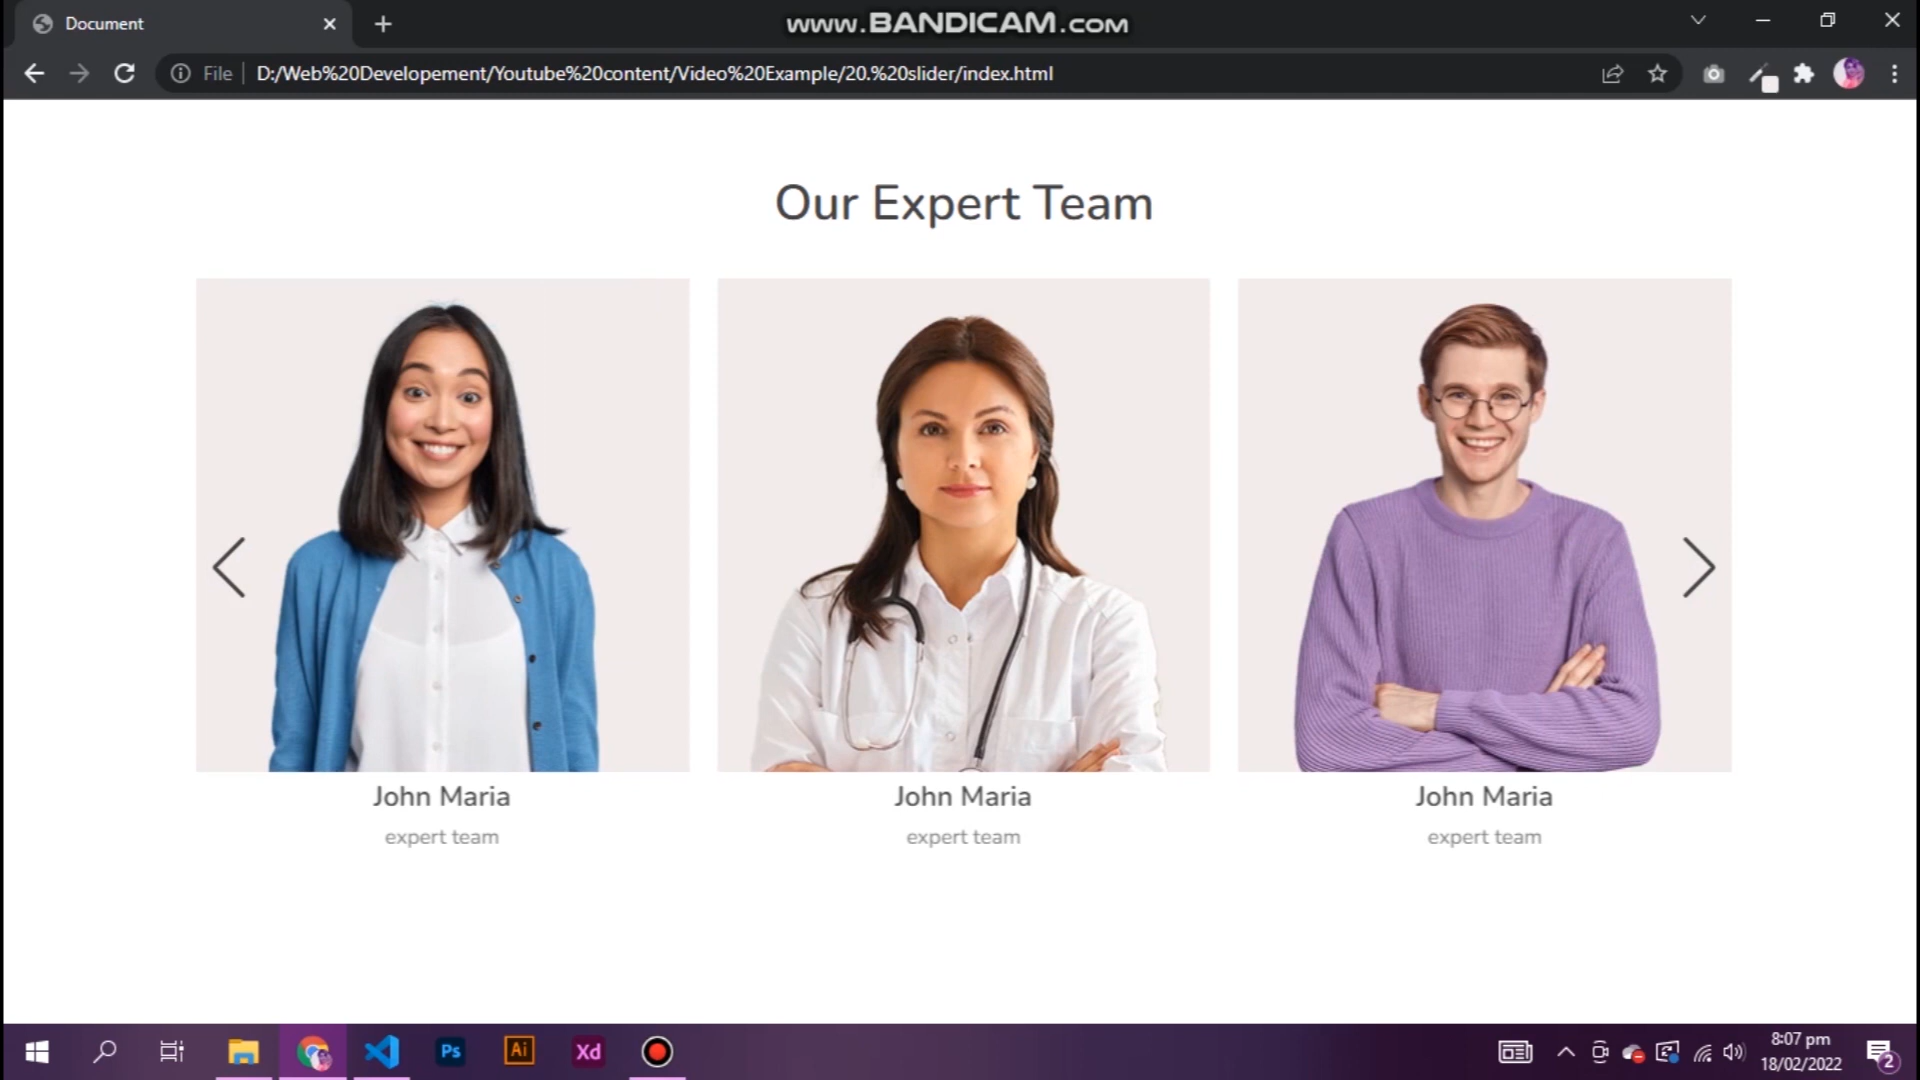 Document
www.BANDICAM.com
File
D:/Web%20Developement/Youtube%20content/Video%20Example/20.%20slider/index.html
Our Expert Team
John Maria
John Maria
John Maria
expert team
expert team
expert team
Ps
Ai
Xd
8:07 pm
18/02/2022
2